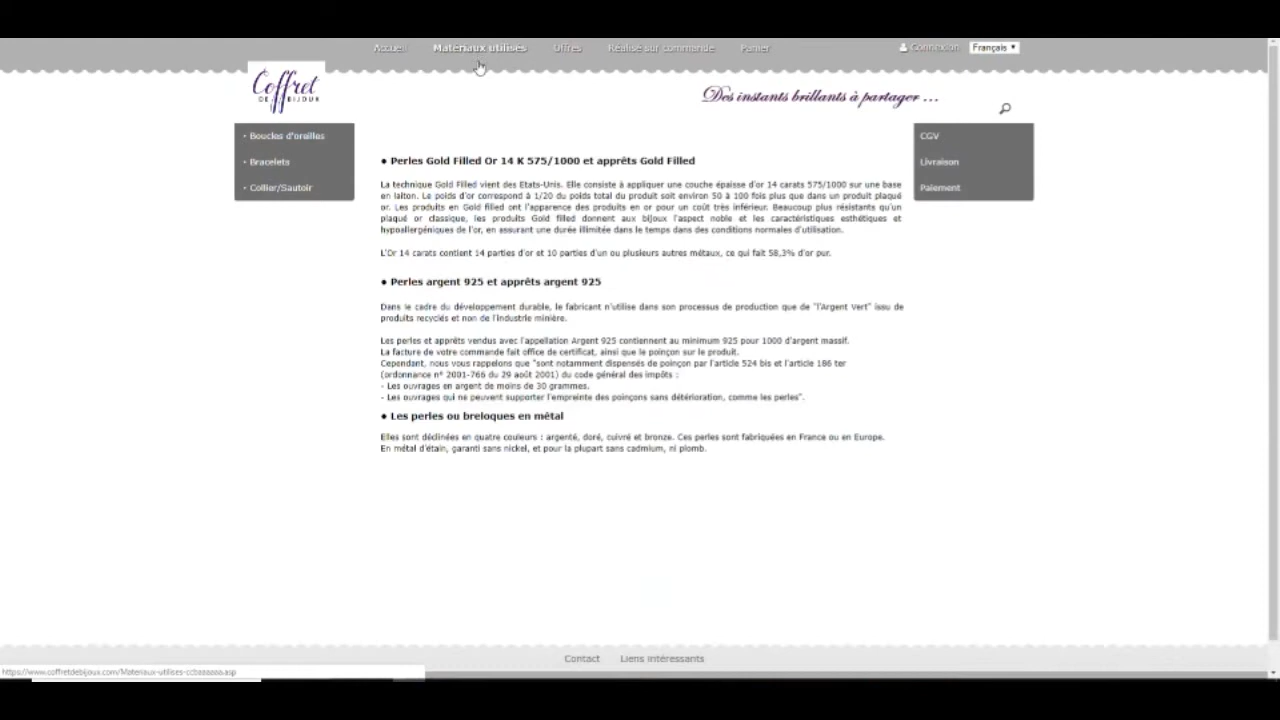 Accueil
Matériaux utilisés
Offres
Réalisé sur commande
Panier
Connexion
Français
Coffret
DE BIJOUX
Des instants brillants à partager ...
• Boucles d'oreilles
• Bracelets
• Collier/Sautoir
CGV
Livraison
Paiement
● Perles Gold Filled Or 14 K 575/1000 et apprêts Gold Filled
La technique Gold Filled vient des Etats-Unis. Elle consiste à appliquer une couche épaisse d'or 14 carats 575/1000 sur une base
en laiton. Le poids d'or correspond à 1/20 du poids total du produit soit environ 50 à 100 fois plus que dans un produit plaqué
or. Les produits en Gold filled ont l'apparence des produits en or pour un coût très inférieur. Beaucoup plus résistants qu'un
plaqué or classique, les produits Gold filled donnent aux bijoux l'aspect noble et les caractéristiques esthétiques et
hypoallergéniques de l'or, en assurant une durée illimitée dans le temps dans des conditions normales d'utilisation.
L'Or 14 carats contient 14 parties d'or et 10 parties d'un ou plusieurs autres métaux, ce qui fait 58,3% d'or pur.
● Perles argent 925 et apprêts argent 925
Dans le cadre du développement durable, le fabricant n'utilise dans son processus de production que de "l'Argent Vert" issu de
produits recyclés et non de l'industrie minière.
Les perles et apprêts vendus avec l'appellation Argent 925 contiennent au minimum 925 pour 1000 d'argent massif.
La facture de votre commande fait office de certificat, ainsi que le poinçon sur le produit.
Cependant, nous vous rappelons que "sont notamment dispensés de poinçon par l'article 524 bis et l'article 186 ter
(ordonnance n° 2001-766 du 29 août 2001) du code général des impôts :
- Les ouvrages en argent de moins de 30 grammes.
- Les ouvrages qui ne peuvent supporter l'empreinte des poinçons sans détérioration, comme les perles".
● Les perles ou breloques en métal
Elles sont déclinées en quatre couleurs : argenté, doré, cuivré et bronze. Ces perles sont fabriquées en France ou en Europe.
En métal d'étain, garanti sans nickel, et pour la plupart sans cadmium, ni plomb.
Contact
Liens intéressants
https://www.coffretdebijoux.com/Materiaux-utilises-ccbaaaaaa.asp